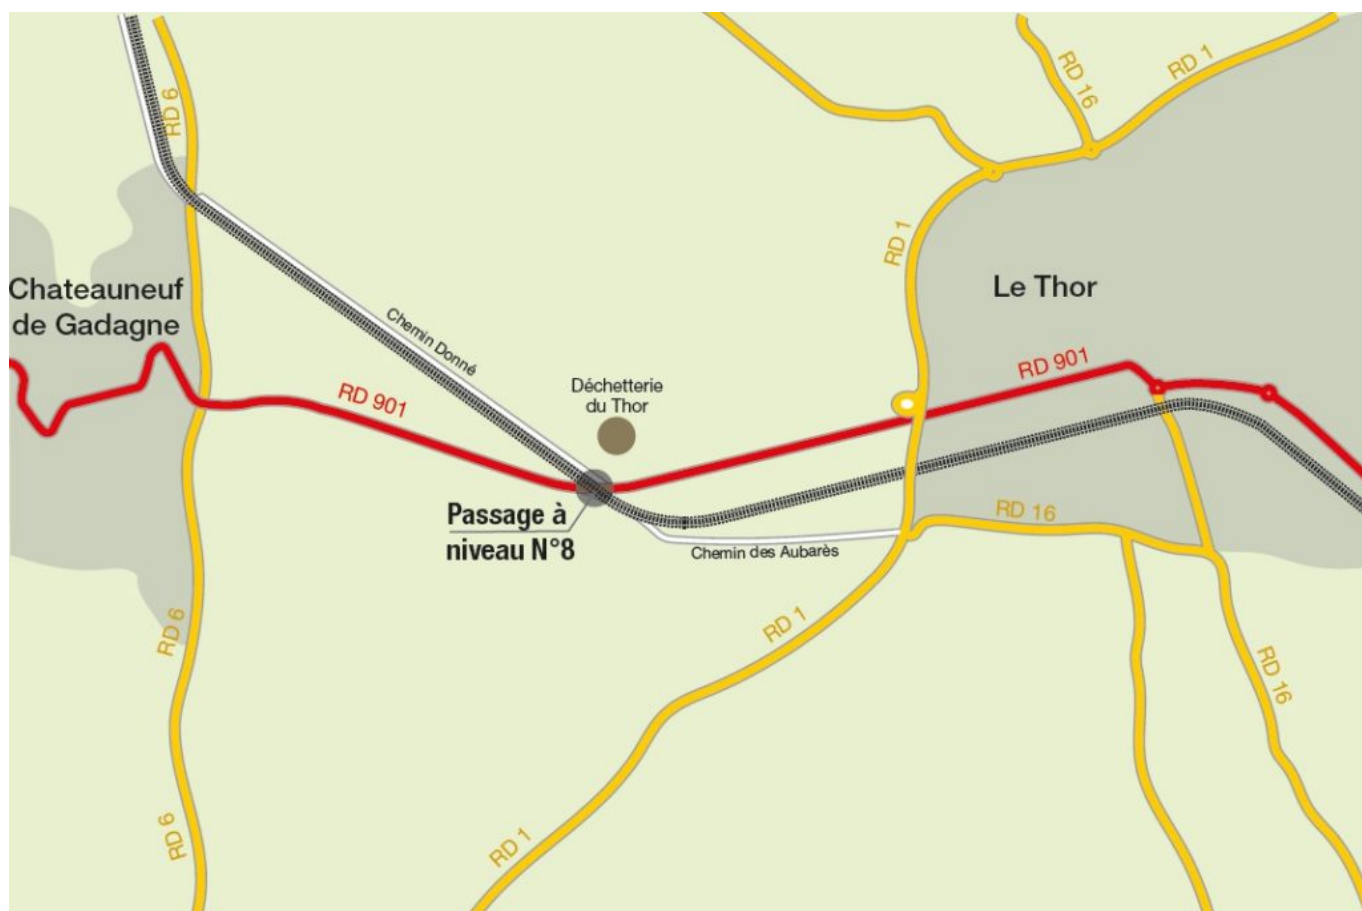 RD 6
RD 16
RD 1
RD 1
Chateauneuf
de Gadagne
Le Thor
Chemin Donné
RD 901
RD 901
Déchetterie
du Thor
Passage à
niveau N°8
RD 16
Chemin des Aubarès
RD 6
RD 1
RD 16
RD 6
RD 1